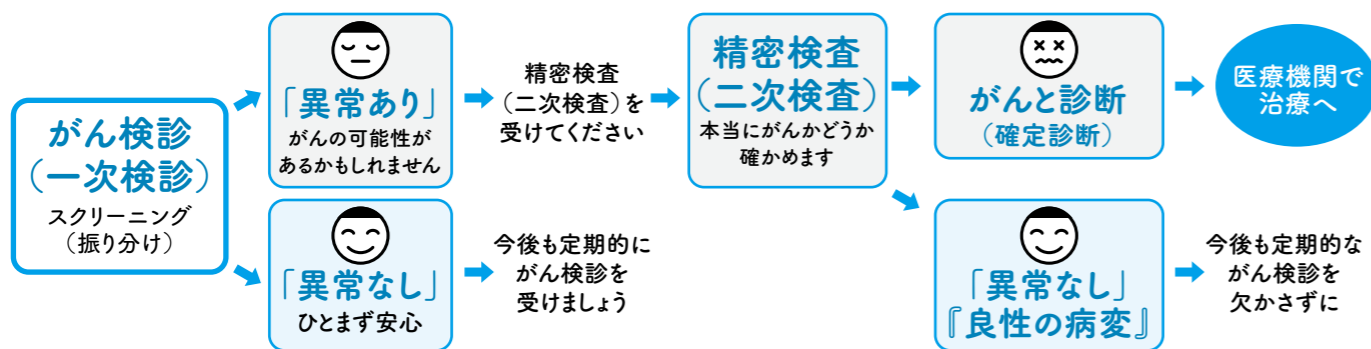 がん検診
（一次検診）
スクリーニング
（振り分け）
「異常あり」
がんの可能性が
あるかもしれません
精密検査
（二次検査）を
受けてください
精密検査
（二次検査）
本当にがんかどうか
確かめます
がんと診断
（確定診断）
医療機関で
治療へ
「異常なし」
ひとまず安心
今後も定期的に
がん検診を
受けましょう
「異常なし」
『良性の病変』
今後も定期的な
がん検診を
欠かさずに